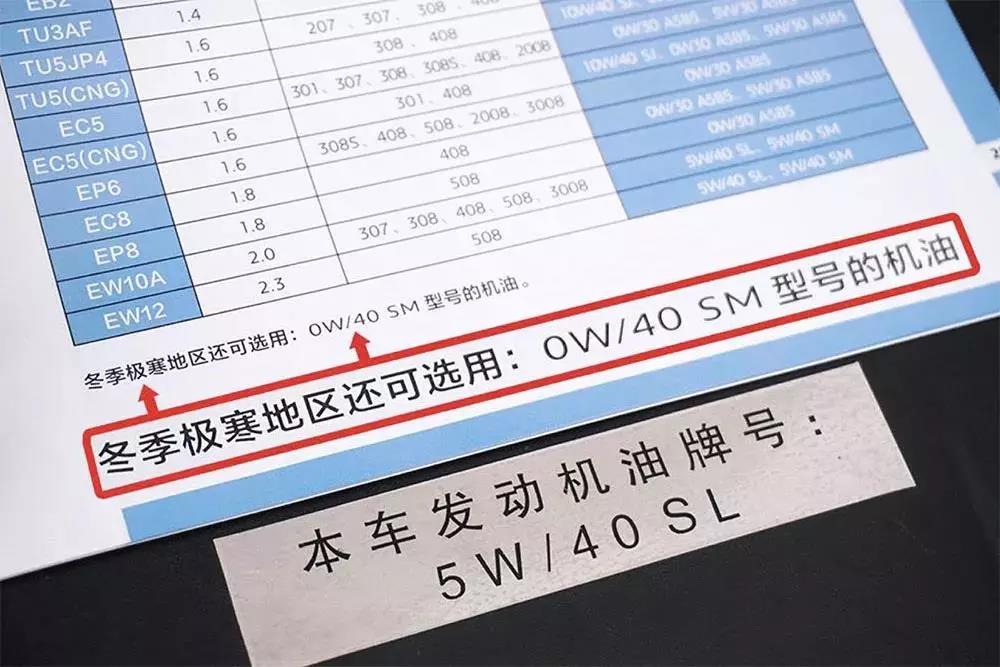 EB2
TU3AF 1.4
TU5JP4 1.6 207、307、308、408
TU5(CNG) 1.6 308、408 10W/40 SL、
EC5 1.6 301、307、308、308S、408、2008 0W/30 A5B5、5W/30 A5B5
EC5(CNG) 1.6 301、408 10W/40 SL、0W/30 A5B5、5W/30 A5B5
EP6 1.6 308S、408、508、2008、3008 0W/30 A5B5
EC8 1.8 408 0W/30 A5B5、5W/30 A5B5
EP8 1.8 508 0W/30 A5B5
EW10A 2.0 307、308、408、508、3008 5W/40 SL、5W/40 SM
EW12 2.3 508 5W/40 SL、5W/40 SM
冬季极寒地区还可选用：0W/40 SM 型号的机油。
冬季极寒地区还可选用：0W/40 SM 型号的机油
本车发动机油牌号：
5W/40 SL